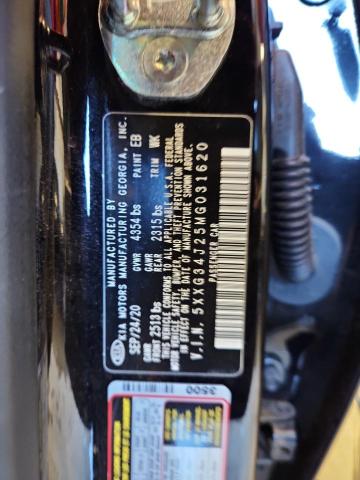 KIA
MANUFACTURED BY
KIA MOTORS MANUFACTURING GEORGIA, INC.
SEP/24/20 PAINT EB TRIM WK
GVWR 4354 lbs
GAWR FRONT 2513 lbs GAWR REAR 2315 lbs
THIS VEHICLE CONFORMS TO ALL APPLICABLE U.S.A. FEDERAL
MOTOR VEHICLE SAFETY, BUMPER, AND THEFT PREVENTION STANDARDS
IN EFFECT ON THE DATE OF MANUFACTURE SHOWN ABOVE.
V.I.N. 5XXG34J25MG031620
PASSENGER CAR
3500